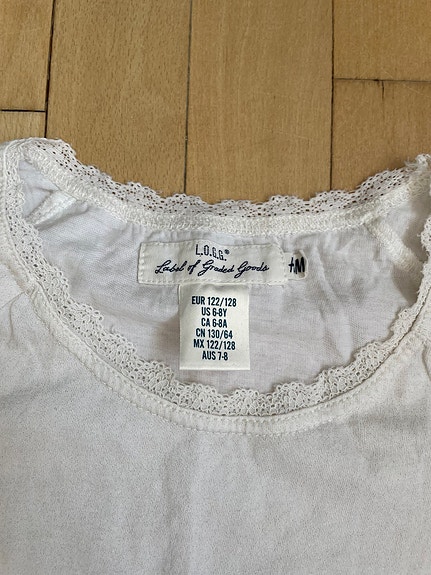 L.O.G.G.®
Label of Graded Goods
HM
EUR 122/128
US 6-8Y
CA 6-8A
CN 130/64
MX 122/128
AUS 7-8